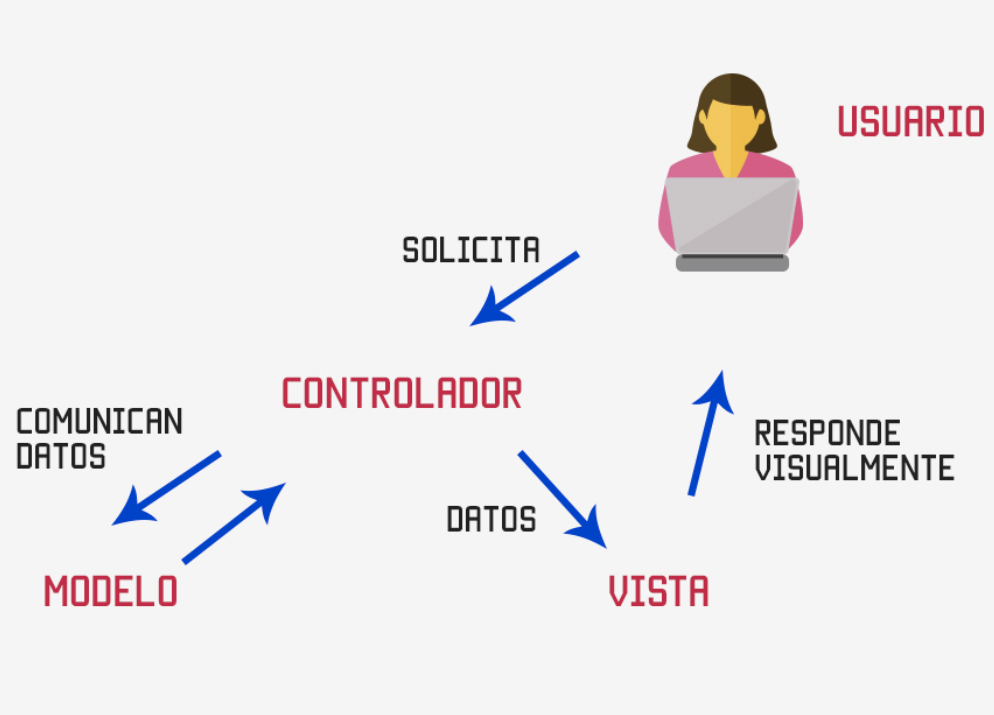 USUARIO
SOLICITA
CONTROLADOR
COMUNICAN
DATOS
RESPONDE
VISUALMENTE
DATOS
MODELO
VISTA